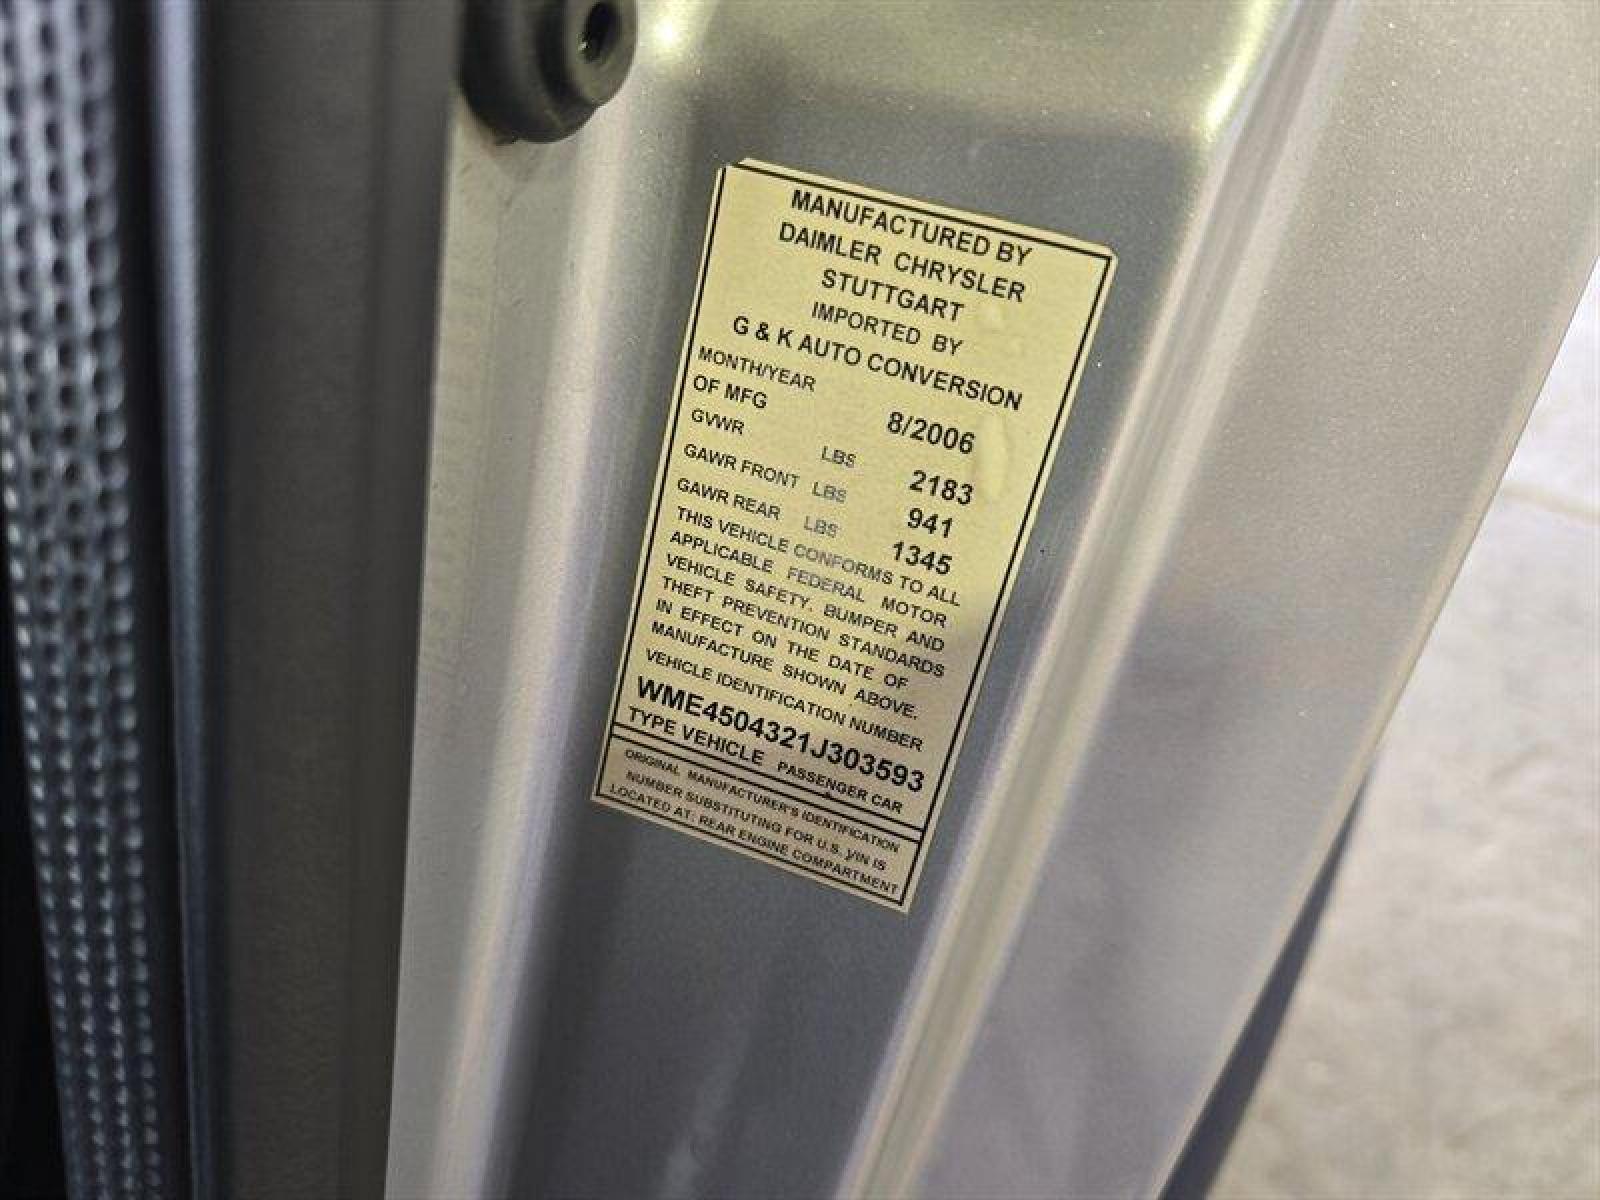 MANUFACTURED BY
DAIMLER CHRYSLER
STUTTGART
IMPORTED BY
G & K AUTO CONVERSION
MONTH/YEAR
OF MFG 8/2006
GVWR LBS 2183
GAWR FRONT LBS 941
GAWR REAR LBS 1345
THIS VEHICLE CONFORMS TO ALL
APPLICABLE FEDERAL MOTOR
VEHICLE SAFETY, BUMPER AND
THEFT PREVENTION STANDARDS
IN EFFECT ON THE DATE OF
MANUFACTURE SHOWN ABOVE.
VEHICLE IDENTIFICATION NUMBER
WME4504321J303593
TYPE VEHICLE PASSENGER CAR
ORIGINAL MANUFACTURER'S IDENTIFICATION
NUMBER SUBSTITUTING FOR U.S. VIN IS
LOCATED AT: REAR ENGINE COMPARTMENT